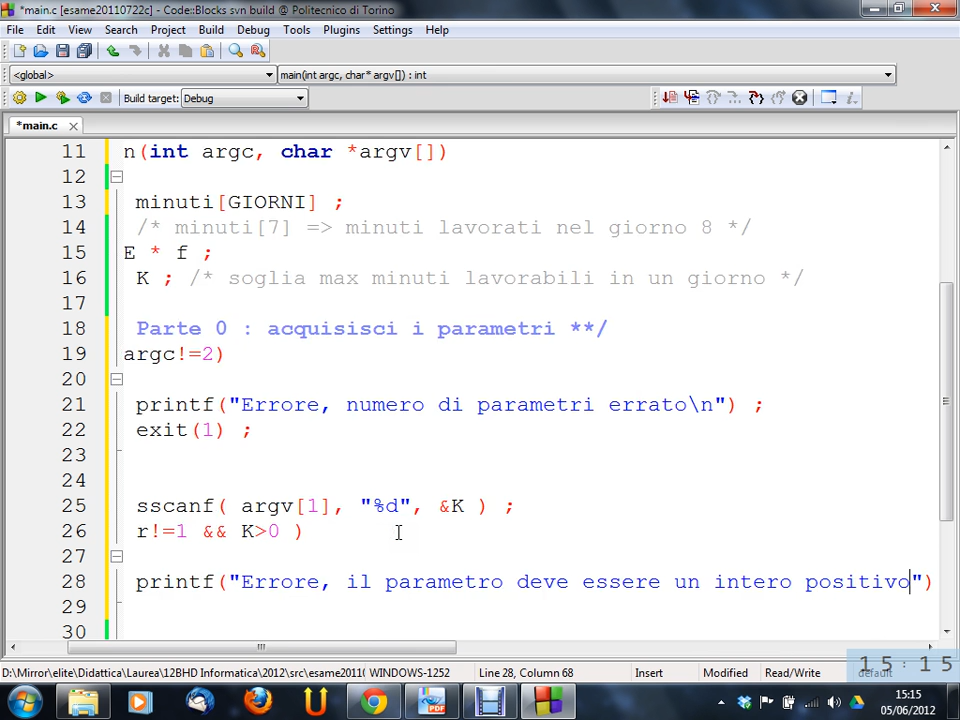 *main.c [esame20110722c] - Code::Blocks svn build @ Politecnico di Torino
File Edit View Search Project Build Debug Tools Plugins Settings Help
<global> main(int argc, char* argv[]) : int
Build target: Debug
*main.c
11 n(int argc, char *argv[])
12
13 minuti[GIORNI] ;
14 /* minuti[7] => minuti lavorati nel giorno 8 */
15 E * f ;
16 K ; /* soglia max minuti lavorabili in un giorno */
17
18 Parte 0 : acquisisci i parametri **/
19 argc!=2)
20
21 printf("Errore, numero di parametri errato\n") ;
22 exit(1) ;
23
24
25 sscanf( argv[1], "%d", &K ) ;
26 r!=1 && K>0 )
27
28 printf("Errore, il parametro deve essere un intero positivo")
29
30
D:\Mirror\elite\Didattica\Laurea\12BHD Informatica\2012\src\esame2011( WINDOWS-1252 Line 28, Column 68 Insert Modified Read/Write default
15:15
15:15
05/06/2012